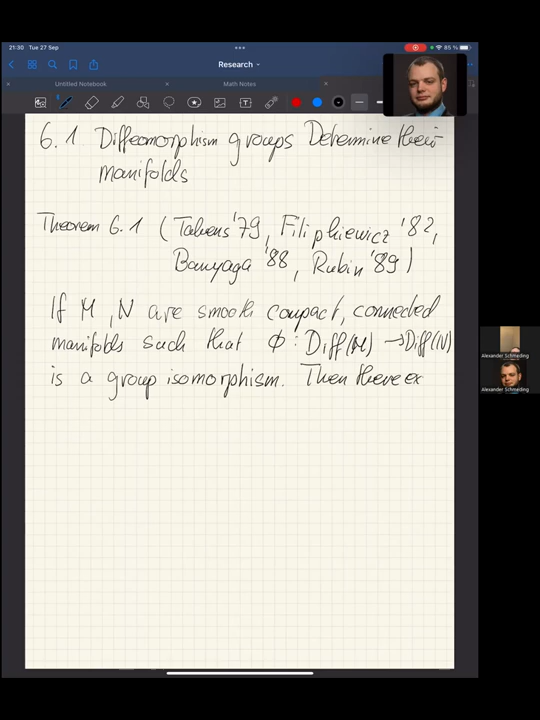 21:30 Tue 27 Sep
85 %
Research
Untitled Notebook
Math Notes
6.1 Diffeomorphism groups Determine their
manifolds
Theorem 6.1 (Takens '79, Filipkiewicz '82,
Banyaga '88, Rubin '89)
If M, N are smooth compact, connected
manifolds such that ϕ: Diff(M) → Diff(N)
is a group isomorphism. Then there ex
Alexander Schmeding
Alexander Schmeding